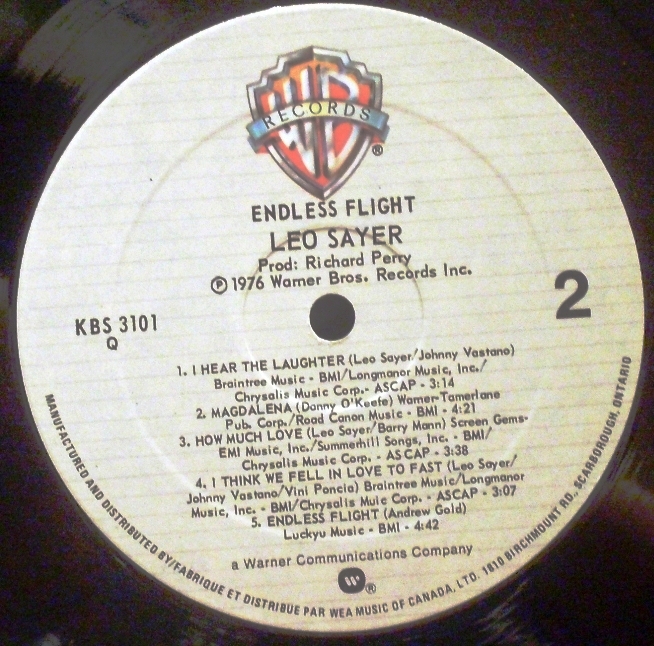 WB
RECORDS
®
ENDLESS FLIGHT
LEO SAYER
Prod: Richard Perry
℗ 1976 Warner Bros. Records Inc.
KBS 3101
Q
2
1. I HEAR THE LAUGHTER (Leo Sayer/Johnny Vastano)
Braintree Music - BMI/Longmanor Music, Inc./
Chrysalis Music Corp.- ASCAP - 3:14
2. MAGDALENA (Danny O'Keefe) Warner-Tamerlane
Pub. Corp./Road Canon Music - BMI - 4:21
3. HOW MUCH LOVE (Leo Sayer/Barry Mann) Screen Gems-
EMI Music, Inc./Summerhill Songs, Inc. - BMI/
Chrysalis Music Corp. - ASCAP - 3:38
4. I THINK WE FELL IN LOVE TO FAST (Leo Sayer/
Johnny Vastano/Vini Poncia) Braintree Music/Longmanor
Music, Inc. - BMI/Chrysalis Muic Corp. - ASCAP - 3:07
5. ENDLESS FLIGHT (Andrew Gold)
Luckyu Music - BMI - 4:42
a Warner Communications Company
®
MANUFACTURED AND DISTRIBUTED BY/FABRIQUE ET DISTRIBUE PAR WEA MUSIC OF CANADA, LTD. 1810 BIRCHMOUNT RD., SCARBOROUGH, ONTARIO